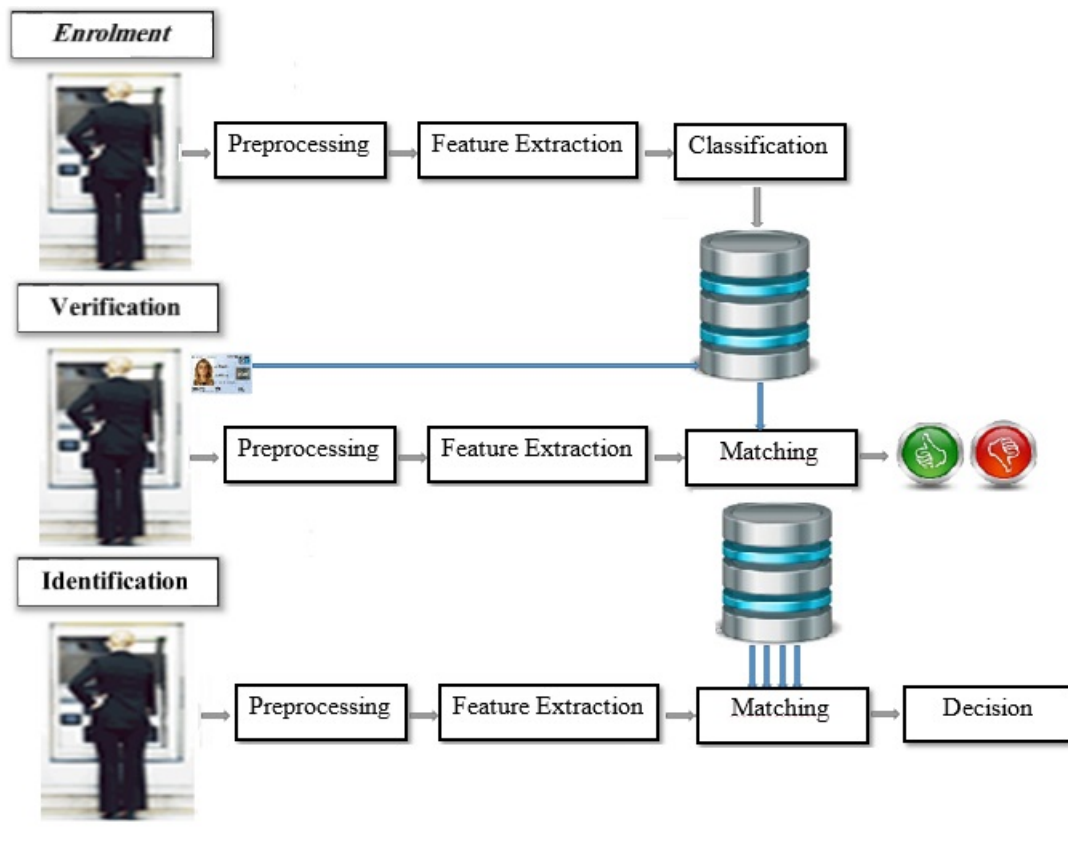 Enrolment
Preprocessing
Feature Extraction
Classification
Verification
Preprocessing
Feature Extraction
Matching
Identification
Preprocessing
Feature Extraction
Matching
Decision